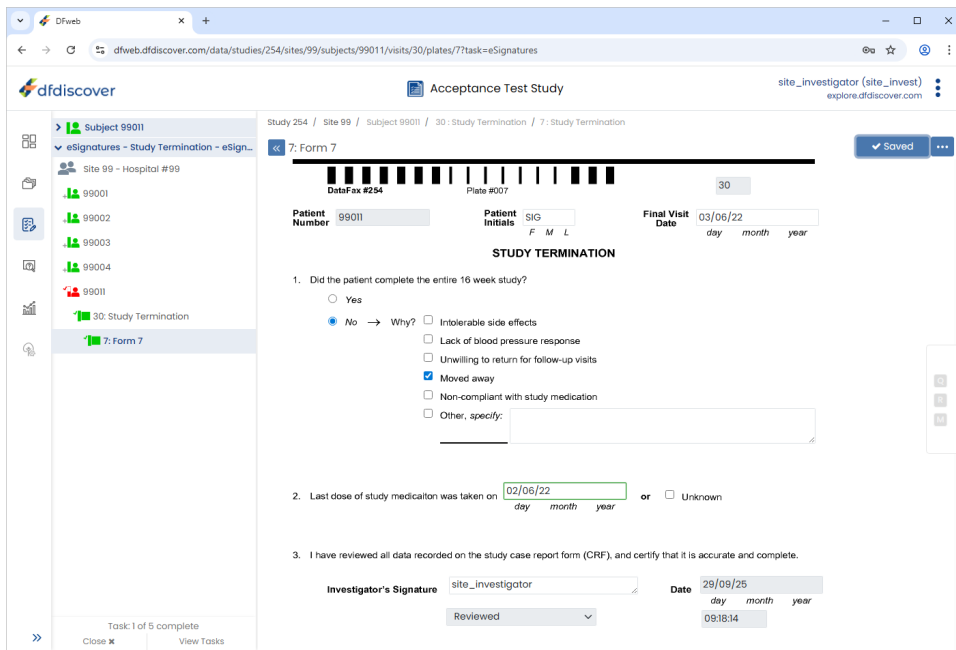 DFweb
dfweb.dfdiscover.com/data/studies/254/sites/99/subjects/99011/visits/30/plates/7?task=eSignatures
dfdiscover
Acceptance Test Study
site_investigator (site_invest)
explore.dfdiscover.com
Subject 99011
eSignatures - Study Termination - eSign...
Site 99 - Hospital #99
99001
99002
99003
99004
99011
30: Study Termination
7: Form 7
Task: 1 of 5 complete
Close ✖ View Tasks
Study 254 / Site 99 / Subject 99011 / 30 : Study Termination / 7 : Study Termination
« 7: Form 7
✔ Saved
DataFax #254 Plate #007
30
Patient Number 99011 Patient Initials SIG Final Visit Date 03/06/22
F M L day month year
STUDY TERMINATION
1. Did the patient complete the entire 16 week study?
Yes
No → Why? Intolerable side effects
Lack of blood pressure response
Unwilling to return for follow-up visits
Moved away
Non-compliant with study medication
Other, specify:
2. Last dose of study medicaiton was taken on 02/06/22 or Unknown
day month year
3. I have reviewed all data recorded on the study case report form (CRF), and certify that it is accurate and complete.
Investigator's Signature site_investigator Date 29/09/25
day month year
Reviewed 09:18:14
Q
M